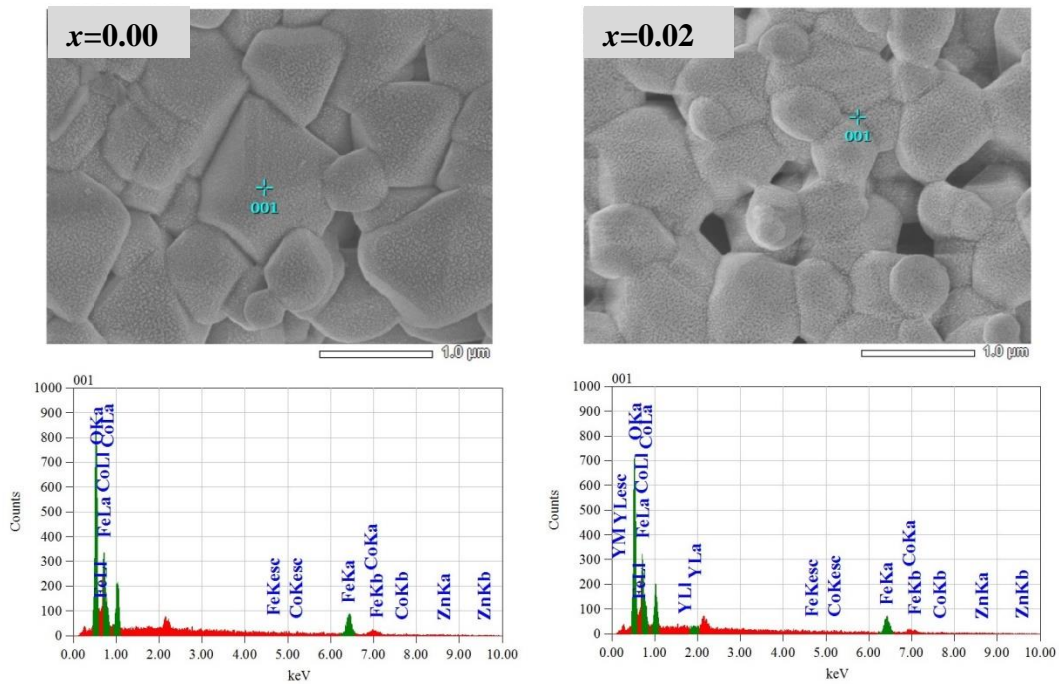 x=0.00
001
1.0 µm
x=0.02
001
1.0 µm
001
Counts
1000
900
800
700
600
500
400
300
200
100
0
FeLl
OKa
FeLa
CoLl
CoLa
FeKesc
CoKesc
FeKa
FeKb
CoKa
CoKb
ZnKa
ZnKb
0.00 1.00 2.00 3.00 4.00 5.00 6.00 7.00 8.00 9.00 10.00
keV
001
Counts
1000
900
800
700
600
500
400
300
200
100
0
YM
YLesc
OKa
FeLl
FeLa
CoLl
CoLa
YLl
YLa
FeKesc
CoKesc
FeKa
FeKb
CoKa
CoKb
ZnKa
ZnKb
0.00 1.00 2.00 3.00 4.00 5.00 6.00 7.00 8.00 9.00 10.00
keV